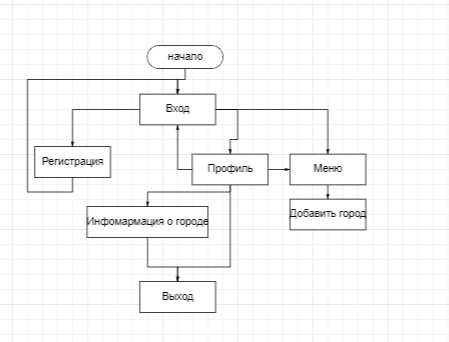 начало
Вход
Регистрация
Профиль
Меню
Инфомармация о городе
Добавить город
Выход